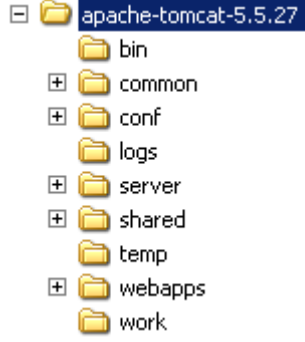 apache-tomcat-5.5.27
bin
common
conf
logs
server
shared
temp
webapps
work